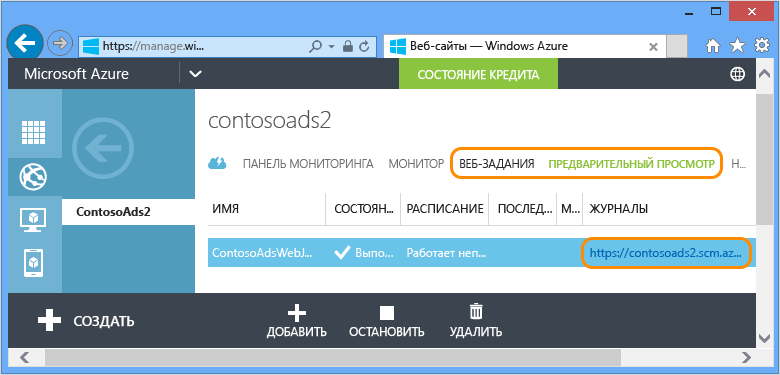 https://manage.wi...
Веб-сайты — Windows Azure
Microsoft Azure
СОСТОЯНИЕ КРЕДИТА
contosoads2
ПАНЕЛЬ МОНИТОРИНГА МОНИТОР ВЕБ-ЗАДАНИЯ ПРЕДВАРИТЕЛЬНЫЙ ПРОСМОТР Н...
ContosoAds2
ИМЯ СОСТОЯН... РАСПИСАНИЕ ПОСЛЕД... М... ЖУРНАЛЫ
ContosoAdsWebJ... Выпо... Работает неп... https://contosoads2.scm.az...
СОЗДАТЬ
ДОБАВИТЬ ОСТАНОВИТЬ УДАЛИТЬ